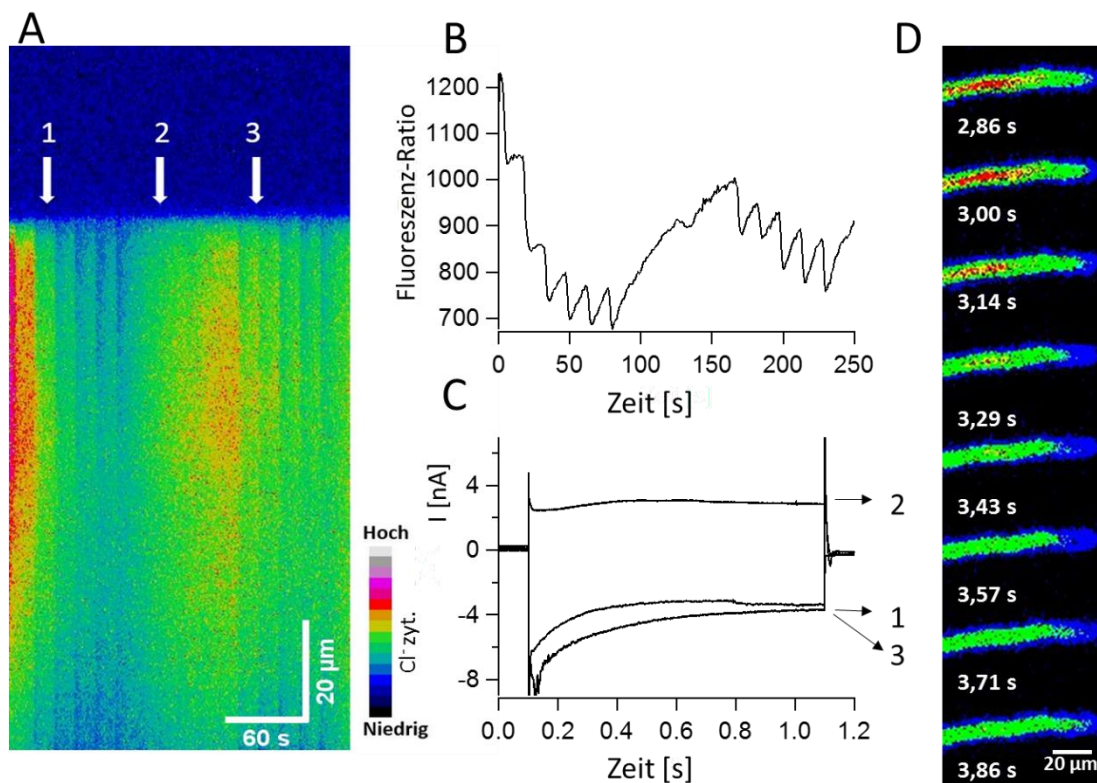 A
1
2
3
20 µm
60 s
Hoch
Cl⁻ zyt.
Niedrig
B
Fluoreszenz-Ratio
1200
1100
1000
900
800
700
0 50 100 150 200 250
Zeit [s]
C
I [nA]
4
0
-4
-8
2
1
3
0.0 0.2 0.4 0.6 0.8 1.0 1.2
Zeit [s]
D
2,86 s
3,00 s
3,14 s
3,29 s
3,43 s
3,57 s
3,71 s
3,86 s
20 µm